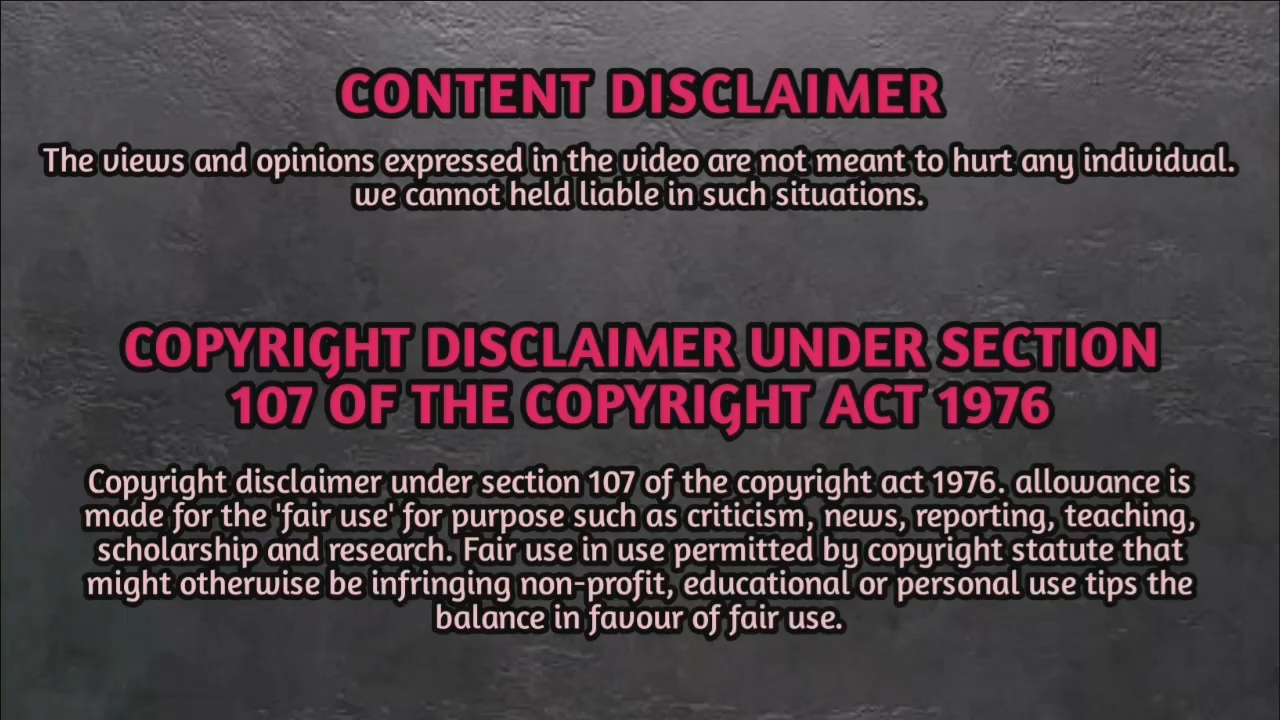 CONTENT DISCLAIMER
The views and opinions expressed in the video are not meant to hurt any individual.
we cannot held liable in such situations.
COPYRIGHT DISCLAIMER UNDER SECTION
107 OF THE COPYRIGHT ACT 1976
Copyright disclaimer under section 107 of the copyright act 1976. allowance is
made for the 'fair use' for purpose such as criticism, news, reporting, teaching,
scholarship and research. Fair use in use permitted by copyright statute that
might otherwise be infringing non-profit, educational or personal use tips the
balance in favour of fair use.